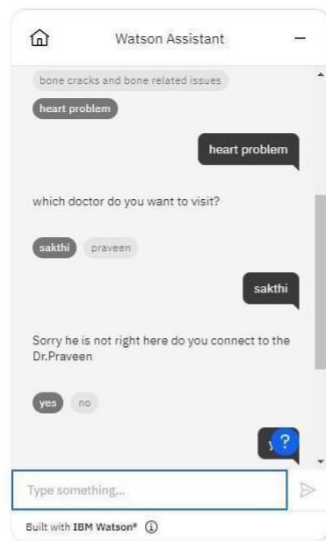 Watson Assistant
bone cracks and bone related issues
heart problem
heart problem
which doctor do you want to visit?
sakthi praveen
sakthi
Sorry he is not right here do you connect to the
Dr.Praveen
yes no
?
Type something...
Built with IBM Watson®